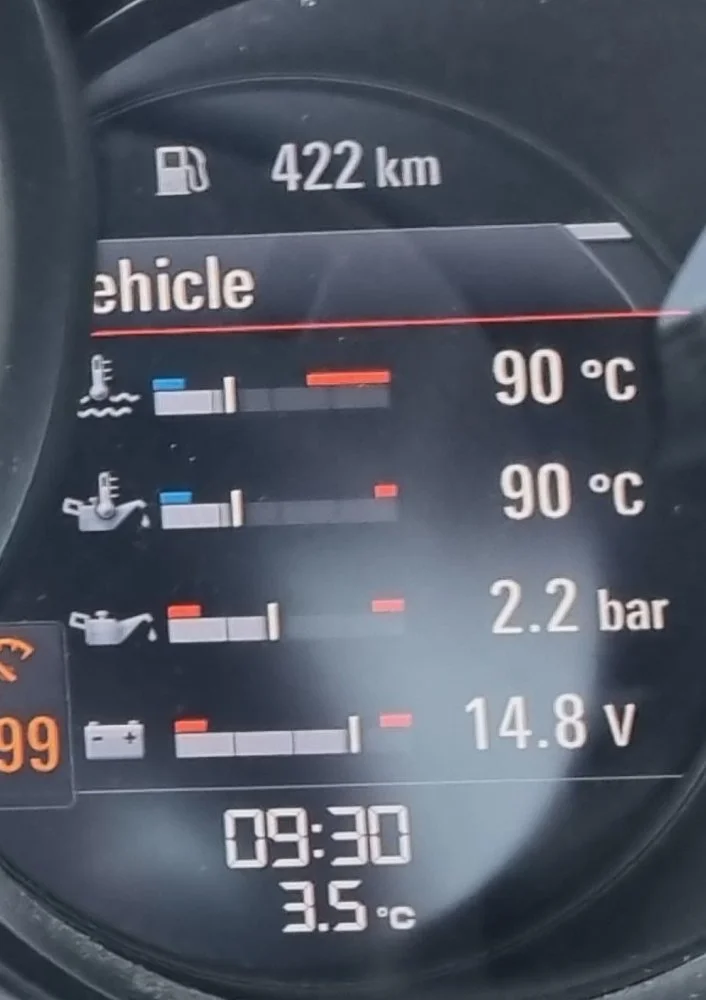 422 km
ehicle
90 °C
90 °C
2.2 bar
99
- + 14.8 V
09:30
3.5 °C